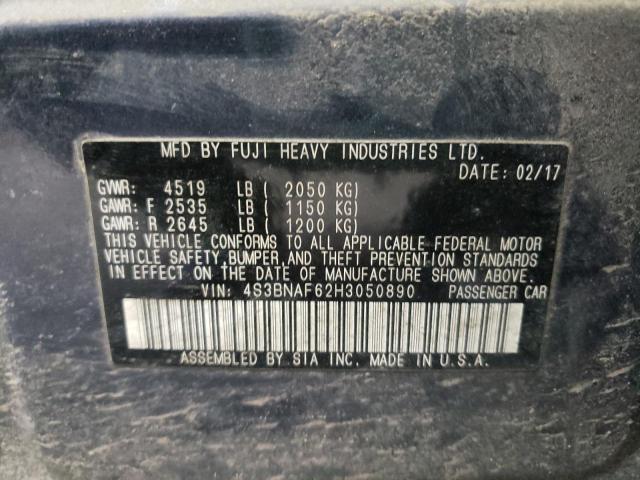 MFD BY FUJI HEAVY INDUSTRIES LTD.
DATE: 02/17
GVWR: 4519 LB ( 2050 KG)
GAWR: F 2535 LB ( 1150 KG)
GAWR: R 2645 LB ( 1200 KG)
THIS VEHICLE CONFORMS TO ALL APPLICABLE FEDERAL MOTOR
VEHICLE SAFETY, BUMPER, AND THEFT PREVENTION STANDARDS
IN EFFECT ON THE DATE OF MANUFACTURE SHOWN ABOVE.
VIN: 4S3BNAF62H3050890 PASSENGER CAR
ASSEMBLED BY SIA INC. MADE IN U.S.A.